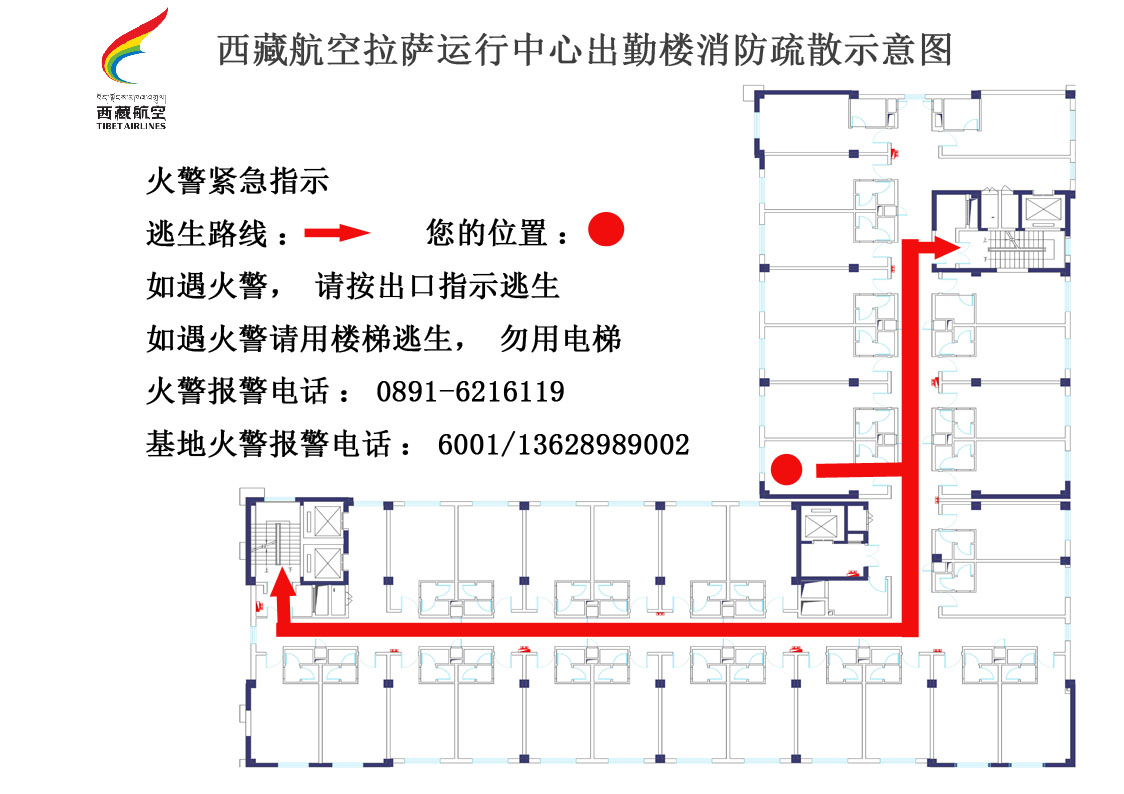 西藏航空拉萨运行中心出勤楼消防疏散示意图
西藏航空
TIBET AIRLINES
火警紧急指示
逃生路线： 您的位置：
如遇火警， 请按出口指示逃生
如遇火警请用楼梯逃生， 勿用电梯
火警报警电话： 0891-6216119
基地火警报警电话： 6001/13628989002
上
下
上
下